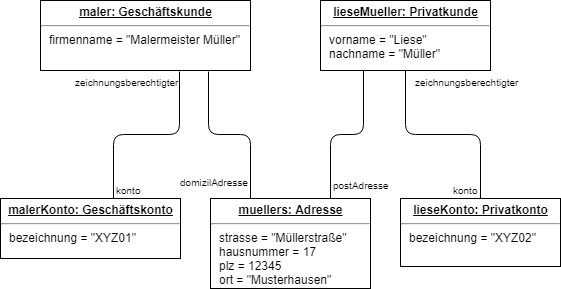 maler: Geschäftskunde
firmenname = "Malermeister Müller"
lieseMueller: Privatkunde
vorname = "Liese"
nachname = "Müller"
zeichnungsberechtigter
zeichnungsberechtigter
konto
domizilAdresse
postAdresse
konto
malerKonto: Geschäftskonto
bezeichnung = "XYZ01"
muellers: Adresse
strasse = "Müllerstraße"
hausnummer = 17
plz = 12345
ort = "Musterhausen"
lieseKonto: Privatkonto
bezeichnung = "XYZ02"